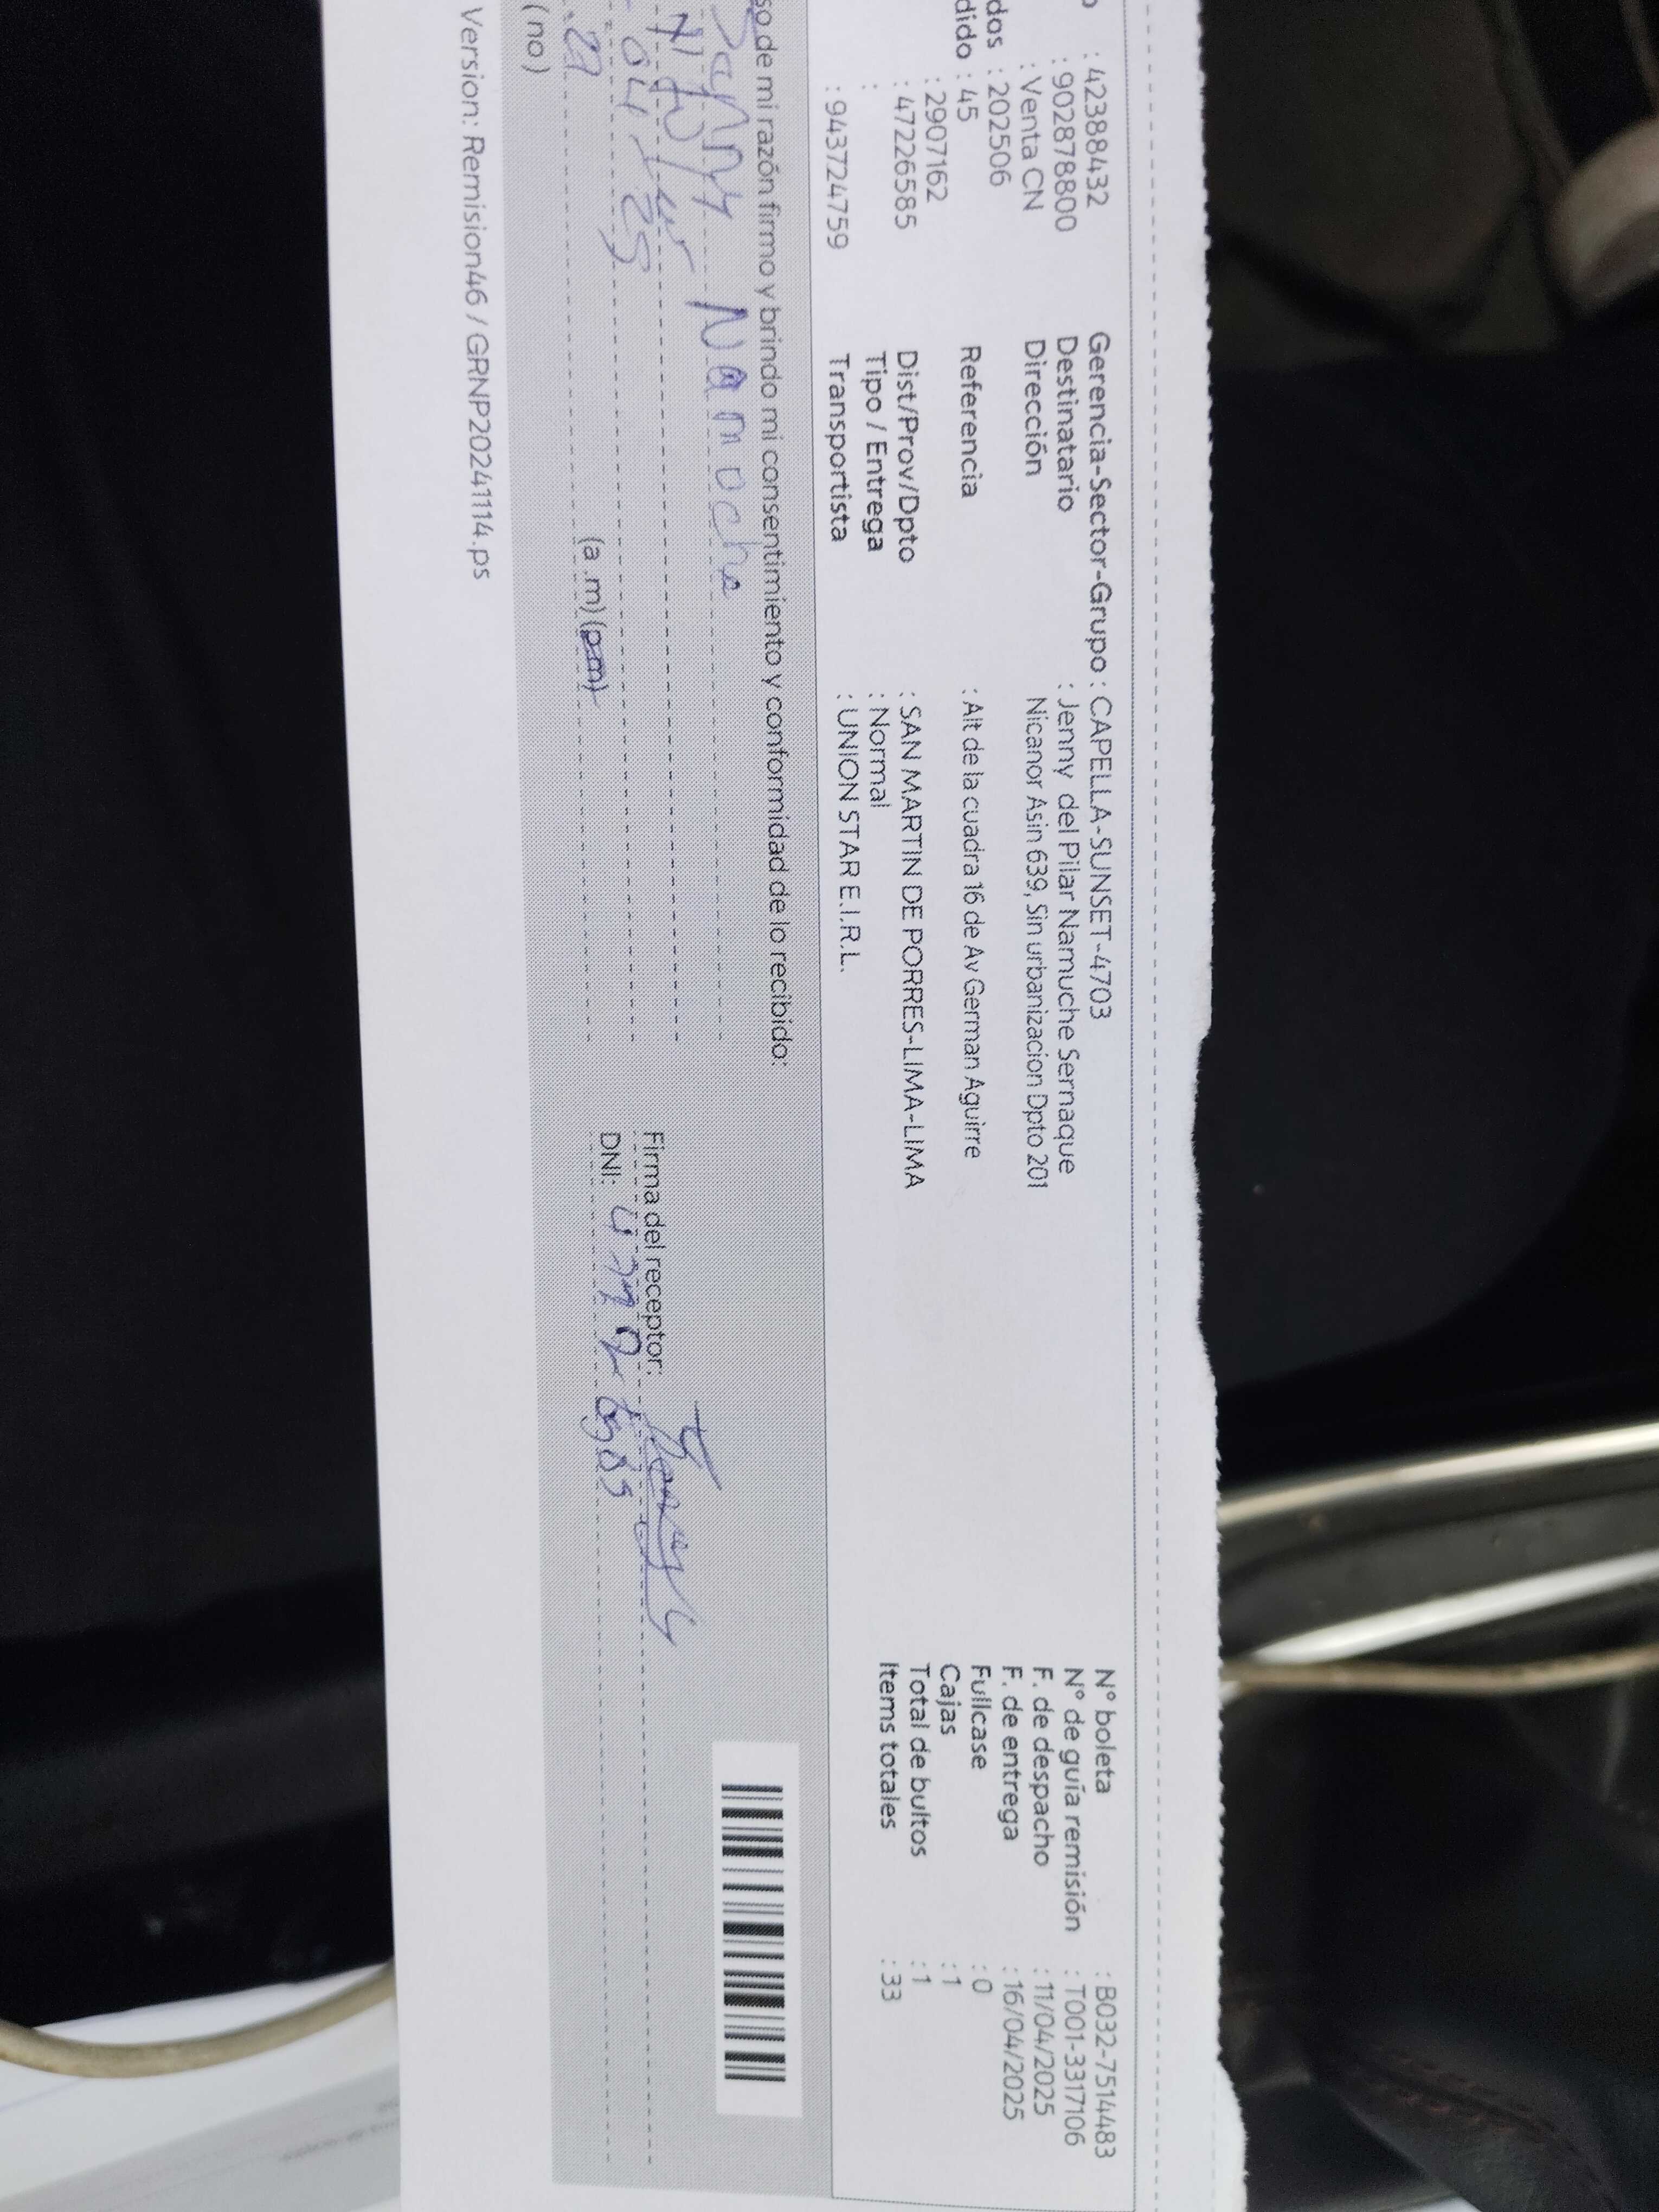 : 42388432 Gerencia-Sector-Grupo : CAPELLA-SUNSET-4703 N° boleta : B032-7514483
: 902878800 Destinatario : Jenny del Pilar Namuche Sernaque N° de guía remisión : T001-3317106
: Venta CN Dirección Nicanor Asin 639, Sin urbanizacion Dpto 201 F. de despacho : 11/04/2025
dos : 202506 F. de entrega : 16/04/2025
dido : 45 Referencia : Alt de la cuadra 16 de Av German Aguirre Fullcase : 0
: 2907162 Cajas : 1
: 47226585 Dist/Prov/Dpto : SAN MARTIN DE PORRES-LIMA-LIMA Total de bultos : 1
: Tipo / Entrega : Normal Items totales : 33
: 943724759 Transportista : UNION STAR E.I.R.L.
so de mi razón firmo y brindo mi consentimiento y conformidad de lo recibido:
Namoche
04
(a.m) (pm)
Firma del receptor:
DNI:
(no)
Version: Remision46 / GRNP20241114.ps